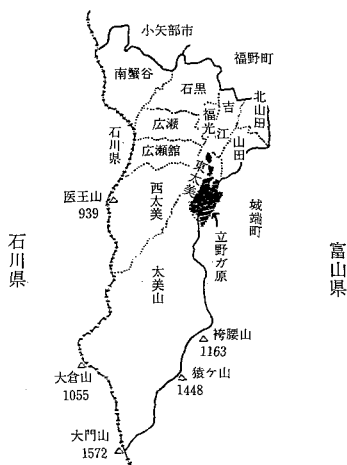 小矢部市
福野町
南蟹谷
石黒
北山田
吉江
福光
山田
広瀬
石川県
広瀬館
東太美
医王山
939
西太美
城端町
立野ガ原
太美山
石川県
富山県
袴腰山
1163
猿ヶ山
1448
大倉山
1055
大門山
1572